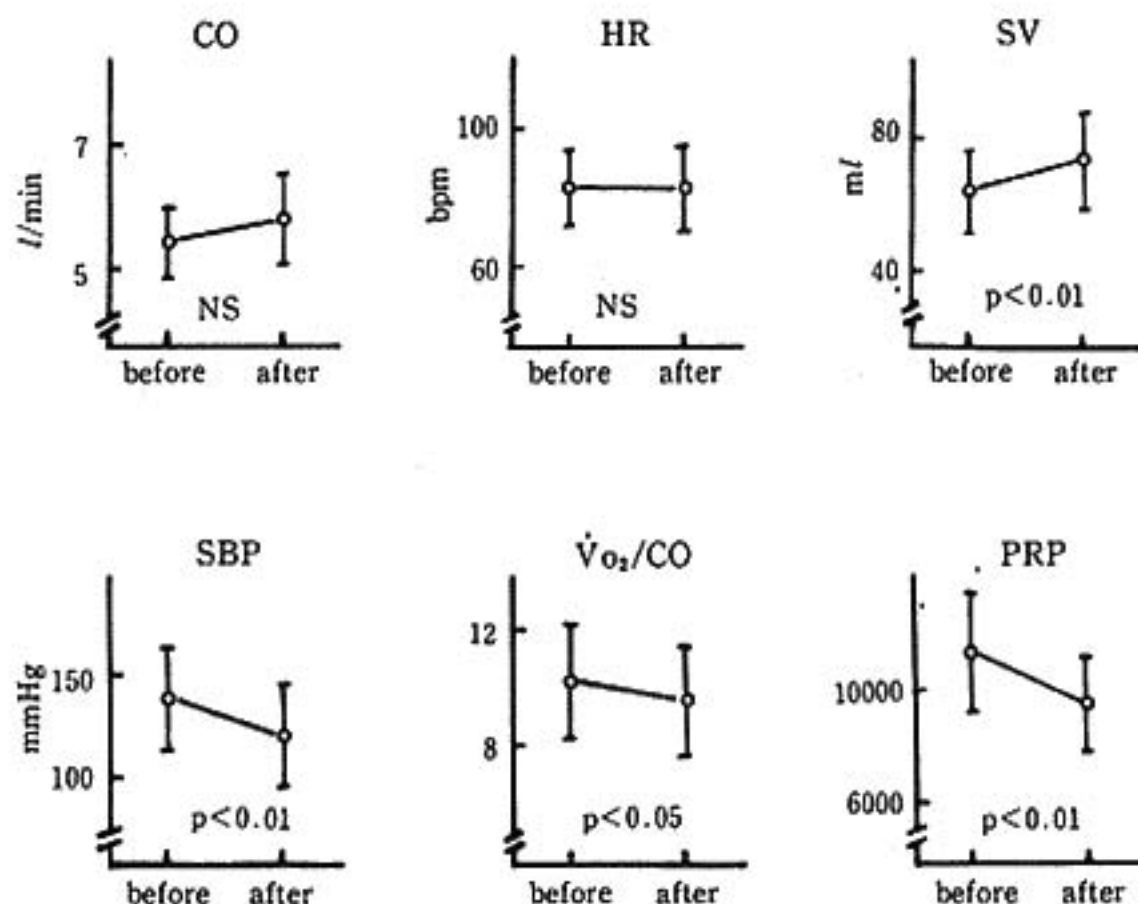 CO
7
l/min
5
NS
before after
HR
100
bpm
60
NS
before after
SV
80
ml
40
p<0.01
before after
SBP
150
mmHg
100
p<0.01
before after
V̇o₂/CO
12
8
p<0.05
before after
PRP
10000
6000
p<0.01
before after